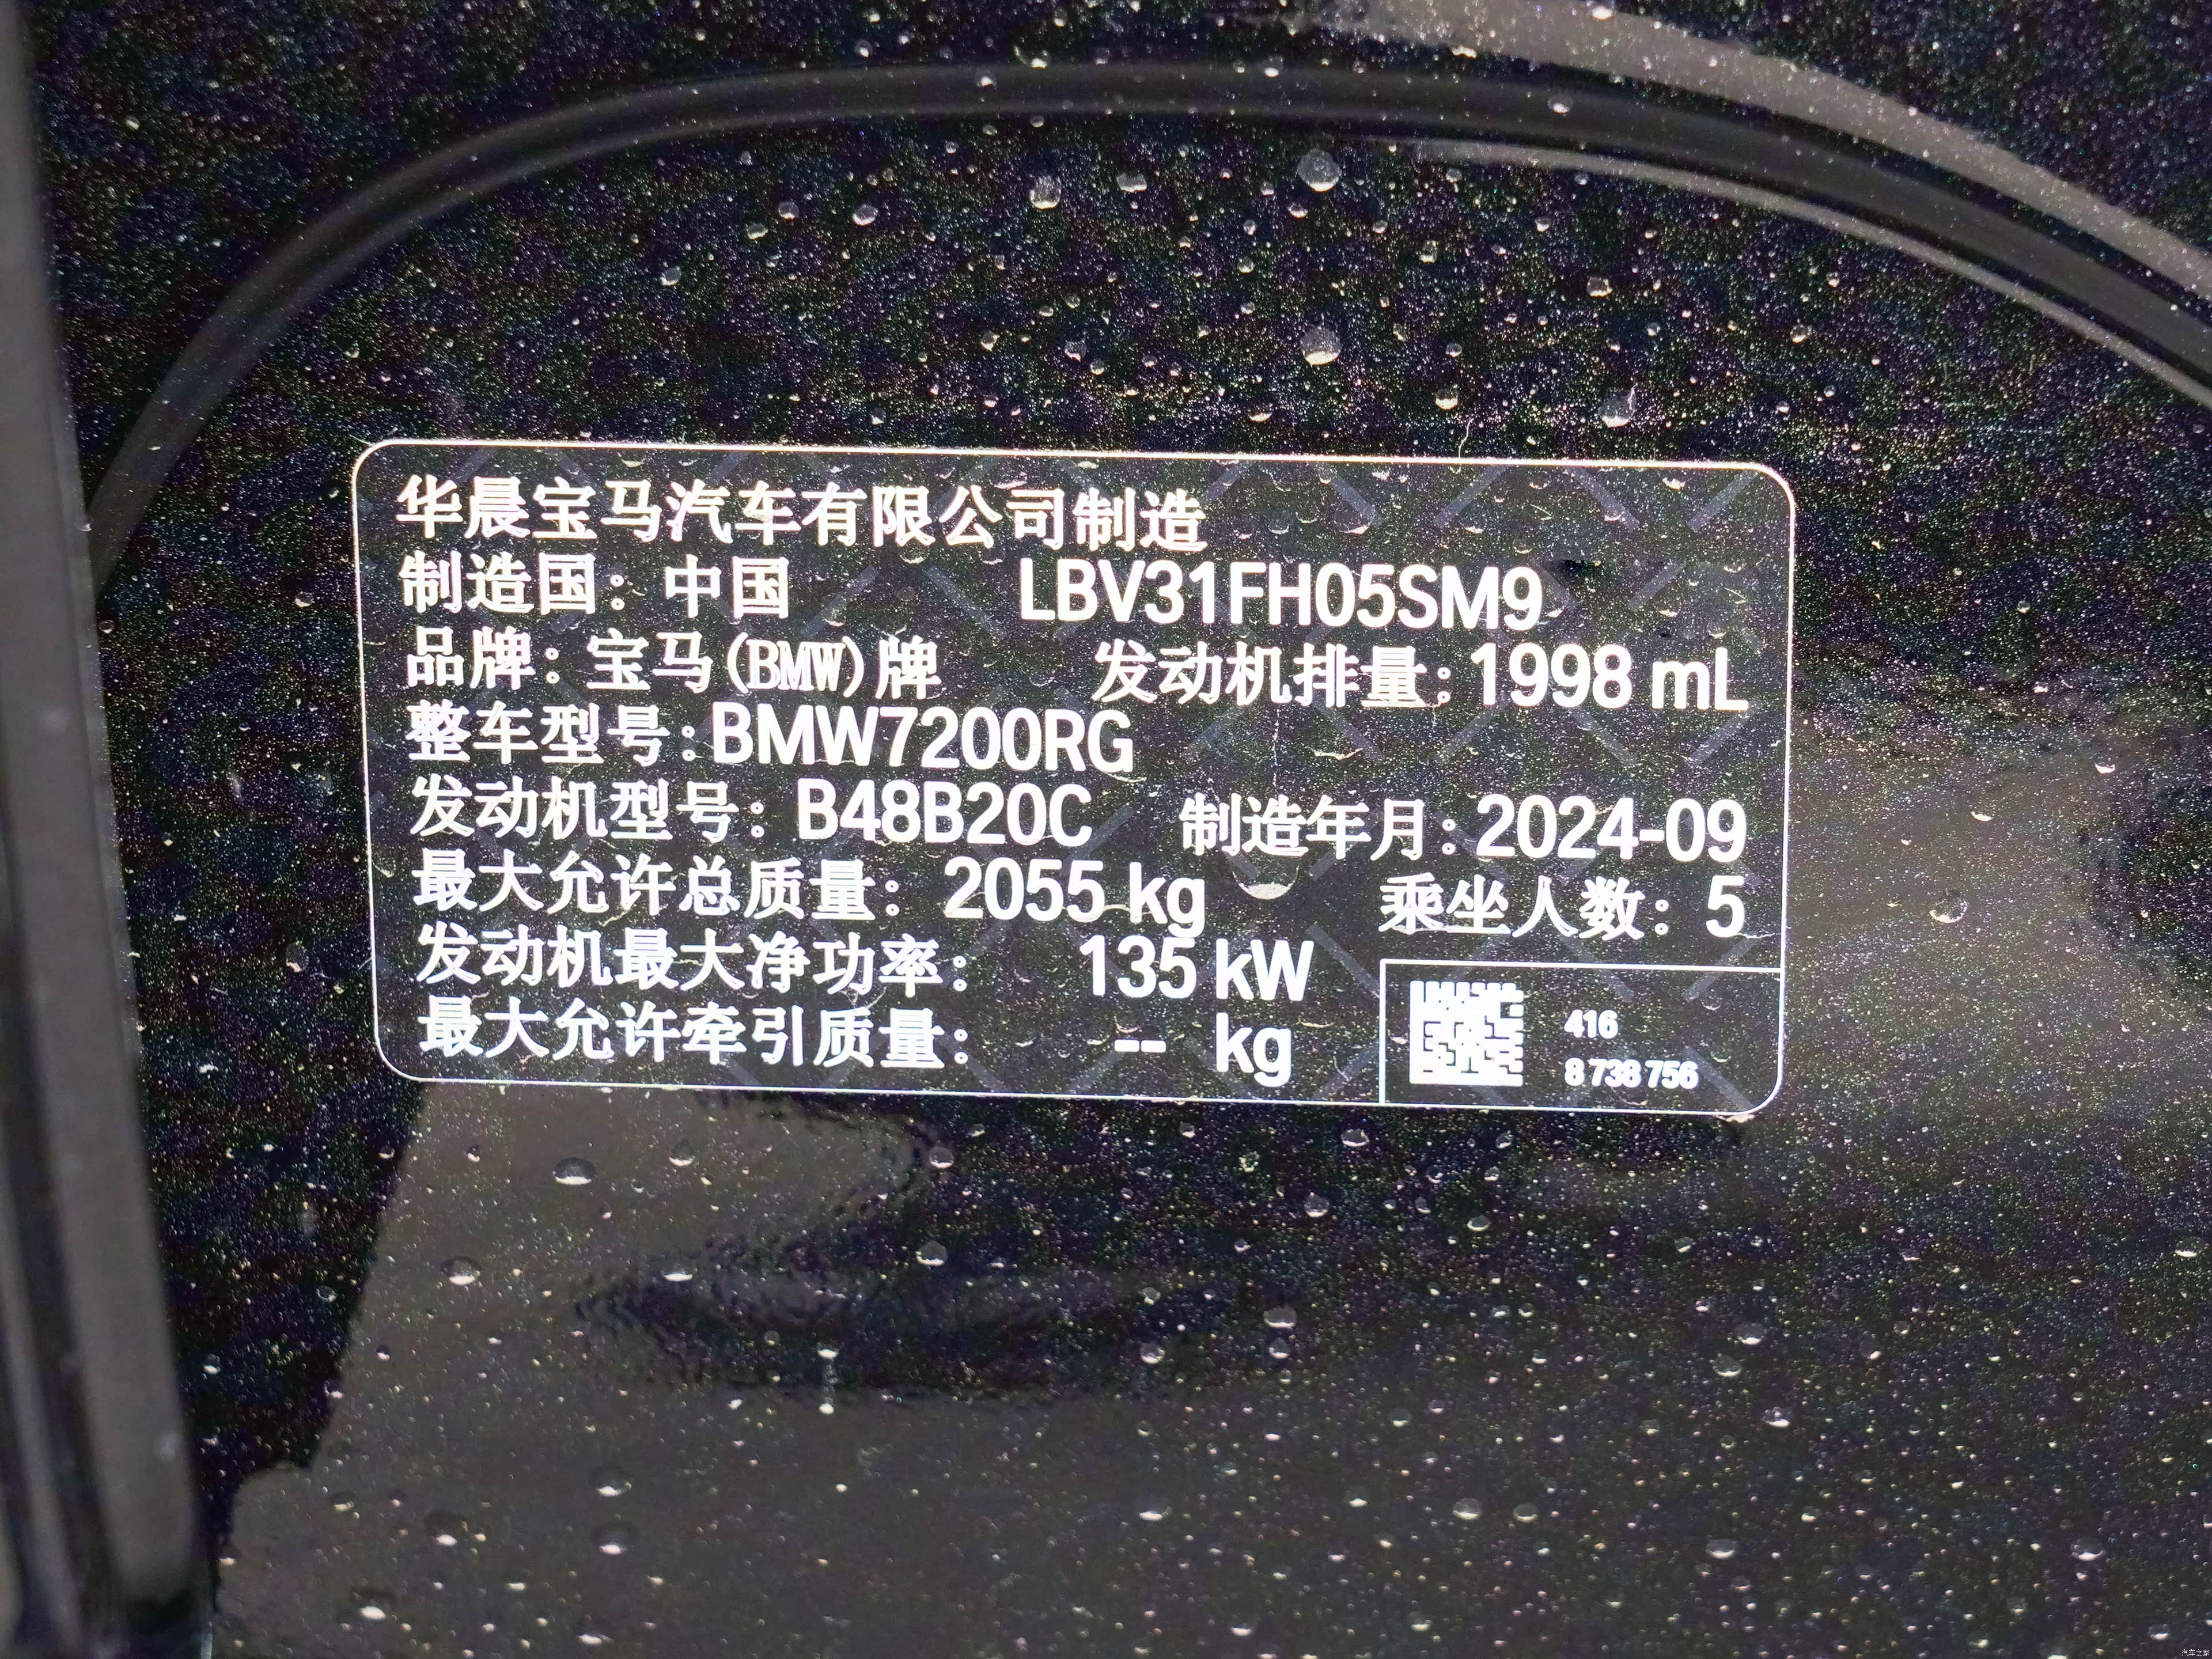 华晨宝马汽车有限公司制造
制造国：中国 LBV31FH05SM9
品牌：宝马(BMW)牌 发动机排量：1998 mL
整车型号：BMW7200RG
发动机型号：B48B20C 制造年月：2024-09
最大允许总质量：2055 kg 乘坐人数：5
发动机最大净功率：135 kW
最大允许牵引质量：-- kg
416
8 738 756
汽车之家